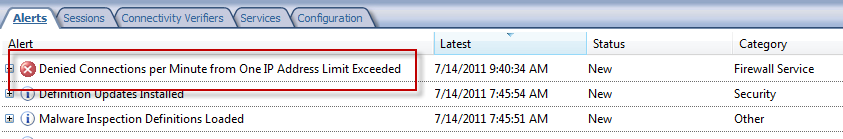 Alerts Sessions Connectivity Verifiers Services Configuration
Alert Latest Status Category
Denied Connections per Minute from One IP Address Limit Exceeded 7/14/2011 9:40:34 AM New Firewall Service
Definition Updates Installed 7/14/2011 7:45:54 AM New Security
Malware Inspection Definitions Loaded 7/14/2011 7:45:51 AM New Other